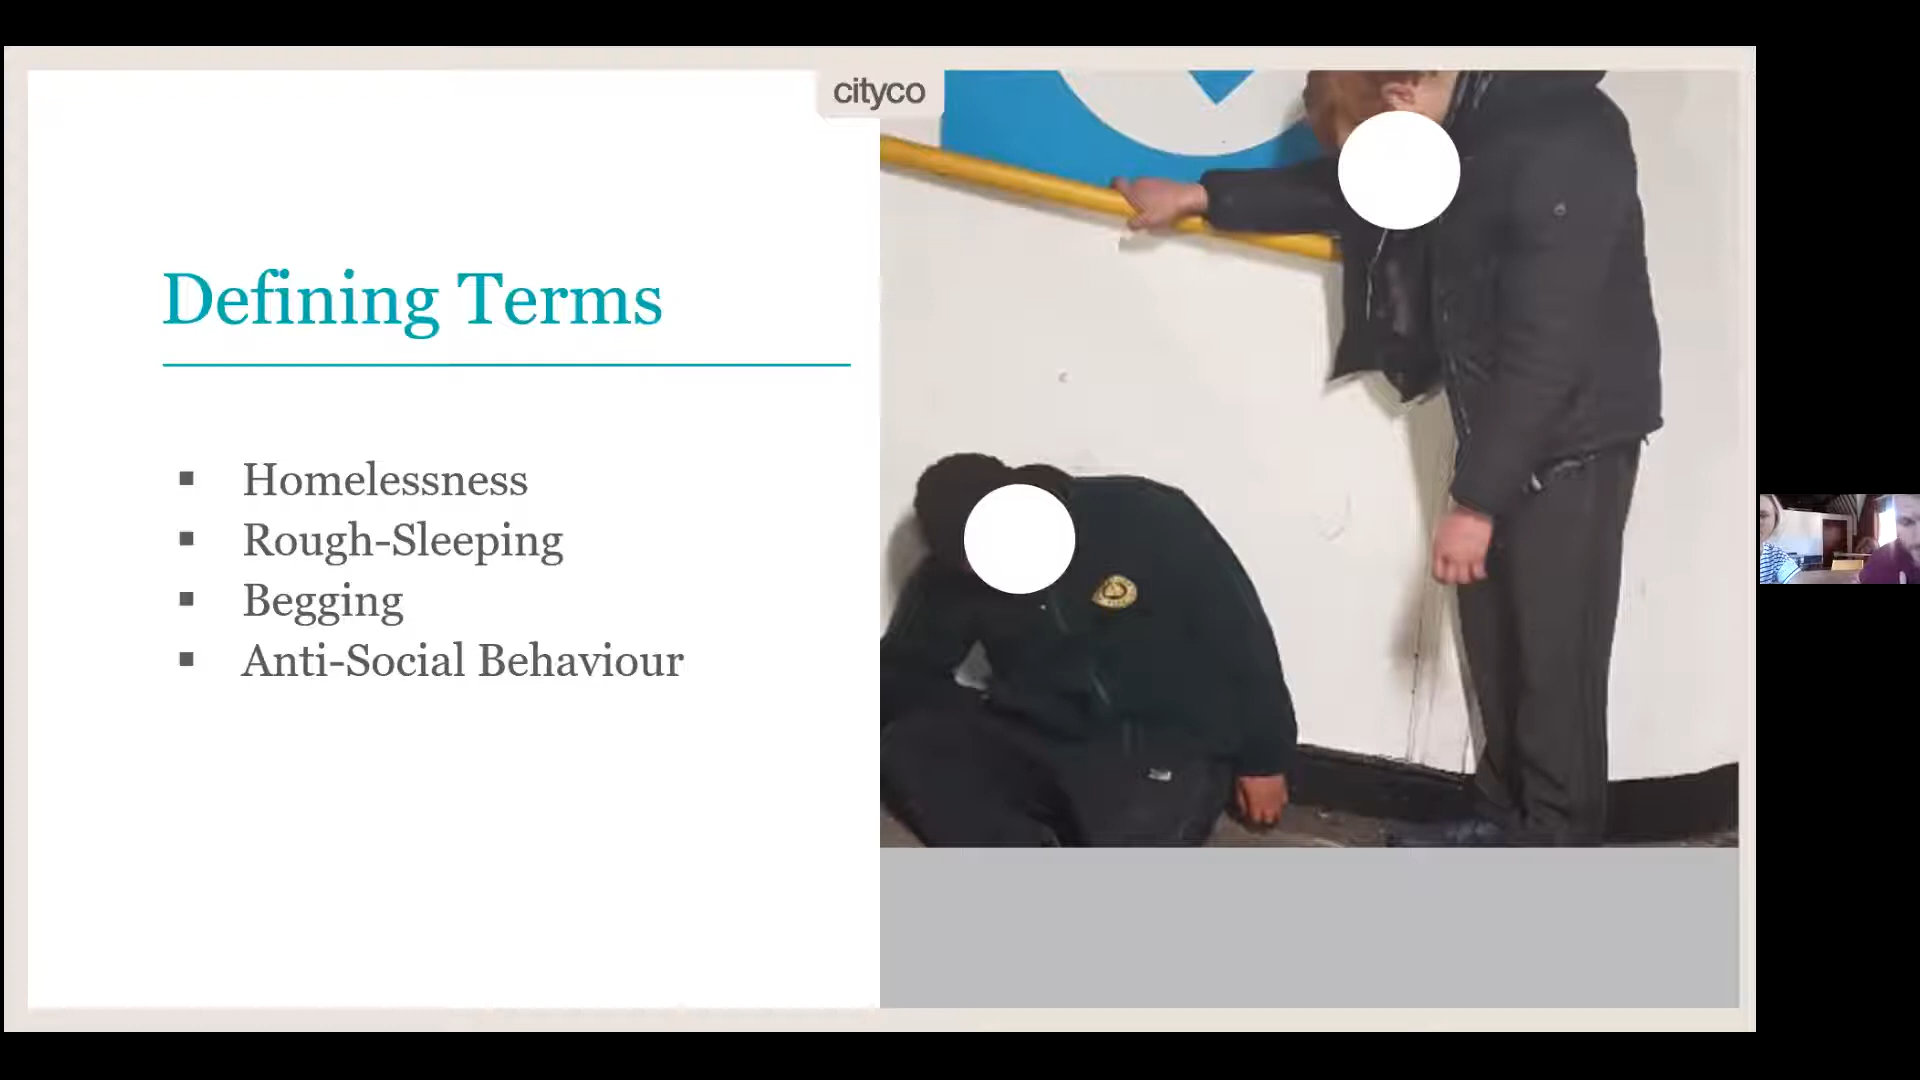 cityco
Defining Terms
Homelessness
Rough-Sleeping
Begging
Anti-Social Behaviour